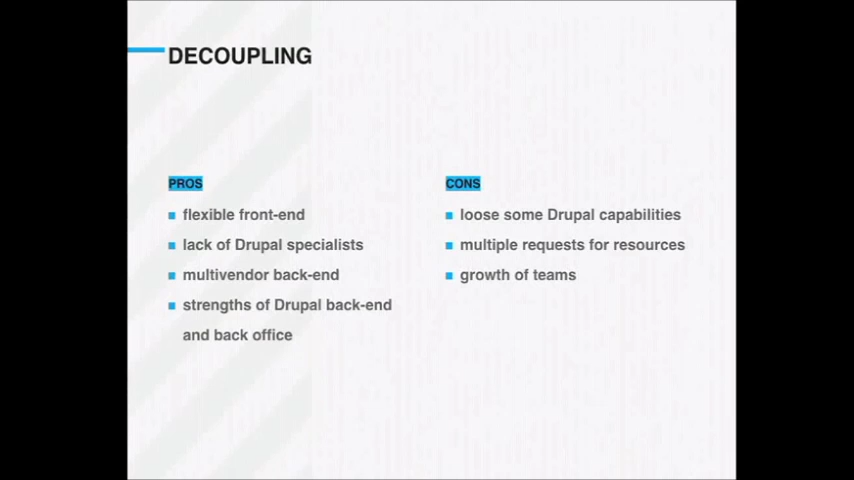 DECOUPLING
PROS
flexible front-end
lack of Drupal specialists
multivendor back-end
strengths of Drupal back-end
and back office
CONS
loose some Drupal capabilities
multiple requests for resources
growth of teams